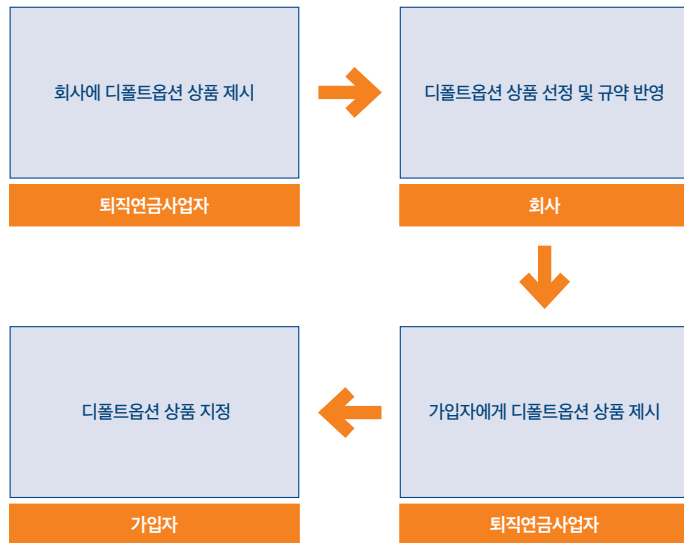 회사에 디폴트옵션 상품 제시
퇴직연금사업자
디폴트옵션 상품 선정 및 규약 반영
회사
가입자에게 디폴트옵션 상품 제시
퇴직연금사업자
디폴트옵션 상품 지정
가입자